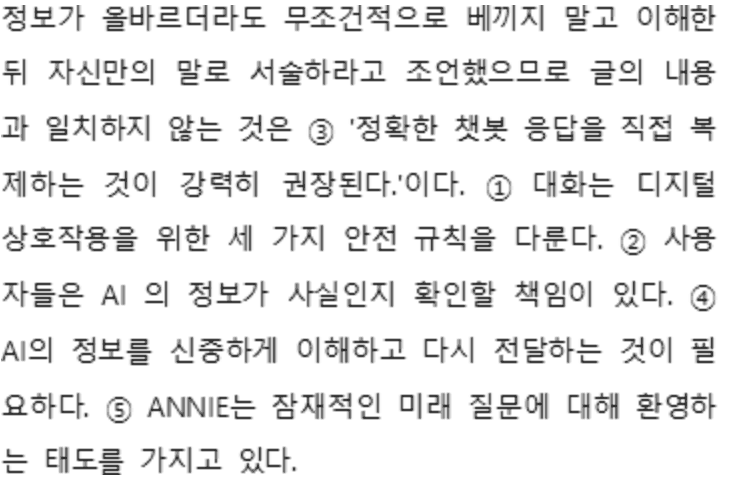 정보가 올바르더라도 무조건적으로 베끼지 말고 이해한
뒤 자신만의 말로 서술하라고 조언했으므로 글의 내용
과 일치하지 않는 것은 ③ '정확한 챗봇 응답을 직접 복
제하는 것이 강력히 권장된다.'이다. ① 대화는 디지털
상호작용을 위한 세 가지 안전 규칙을 다룬다. ② 사용
자들은 AI 의 정보가 사실인지 확인할 책임이 있다. ④
AI의 정보를 신중하게 이해하고 다시 전달하는 것이 필
요하다. ⑤ ANNIE는 잠재적인 미래 질문에 대해 환영하
는 태도를 가지고 있다.